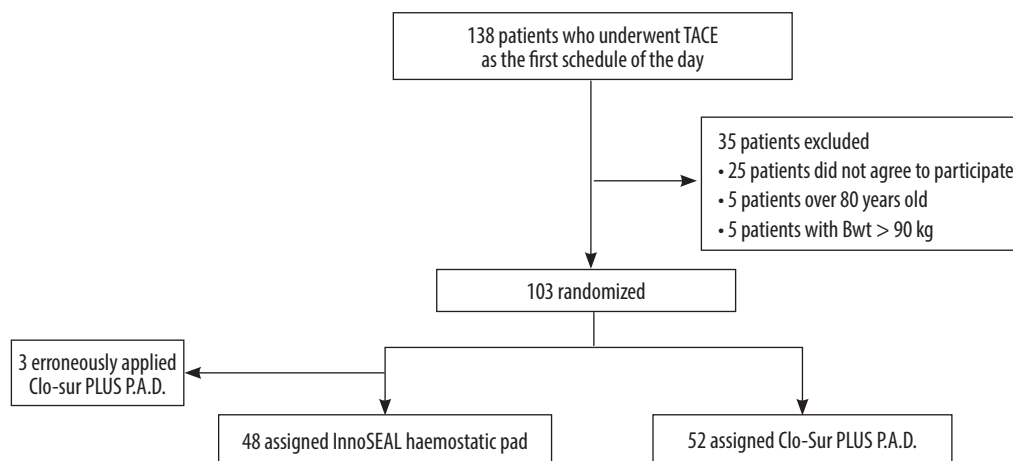 138 patients who underwent TACE
as the first schedule of the day
35 patients excluded
• 25 patients did not agree to participate
• 5 patients over 80 years old
• 5 patients with Bwt > 90 kg
103 randomized
3 erroneously applied
Clo-sur PLUS P.A.D.
48 assigned InnoSEAL haemostatic pad
52 assigned Clo-Sur PLUS P.A.D.